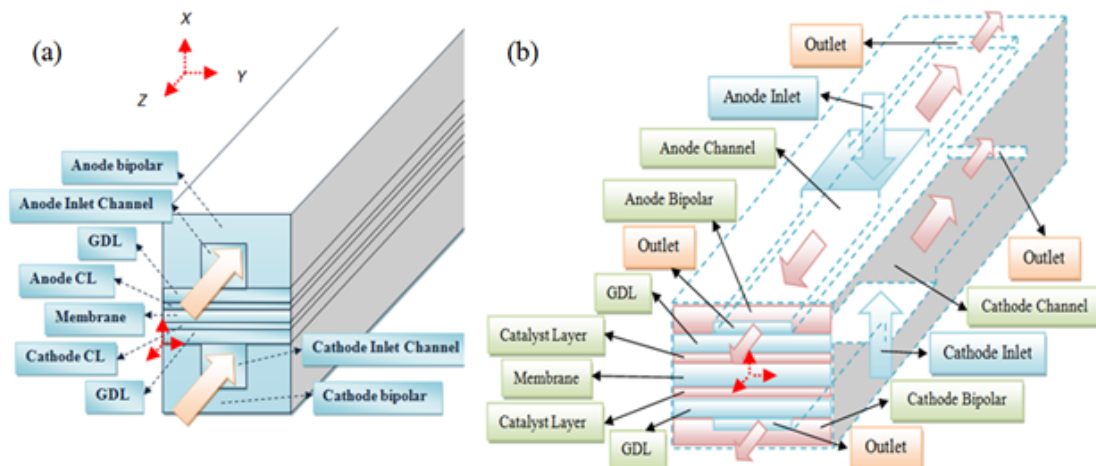 (a)
X
Y
Z
Anode bipolar
Anode Inlet Channel
GDL
Anode CL
Membrane
Cathode CL
GDL
Cathode Inlet Channel
Cathode bipolar
(b)
Outlet
Anode Inlet
Anode Channel
Anode Bipolar
Outlet
GDL
Catalyst Layer
Membrane
Catalyst Layer
GDL
Outlet
Cathode Channel
Cathode Inlet
Cathode Bipolar
Outlet